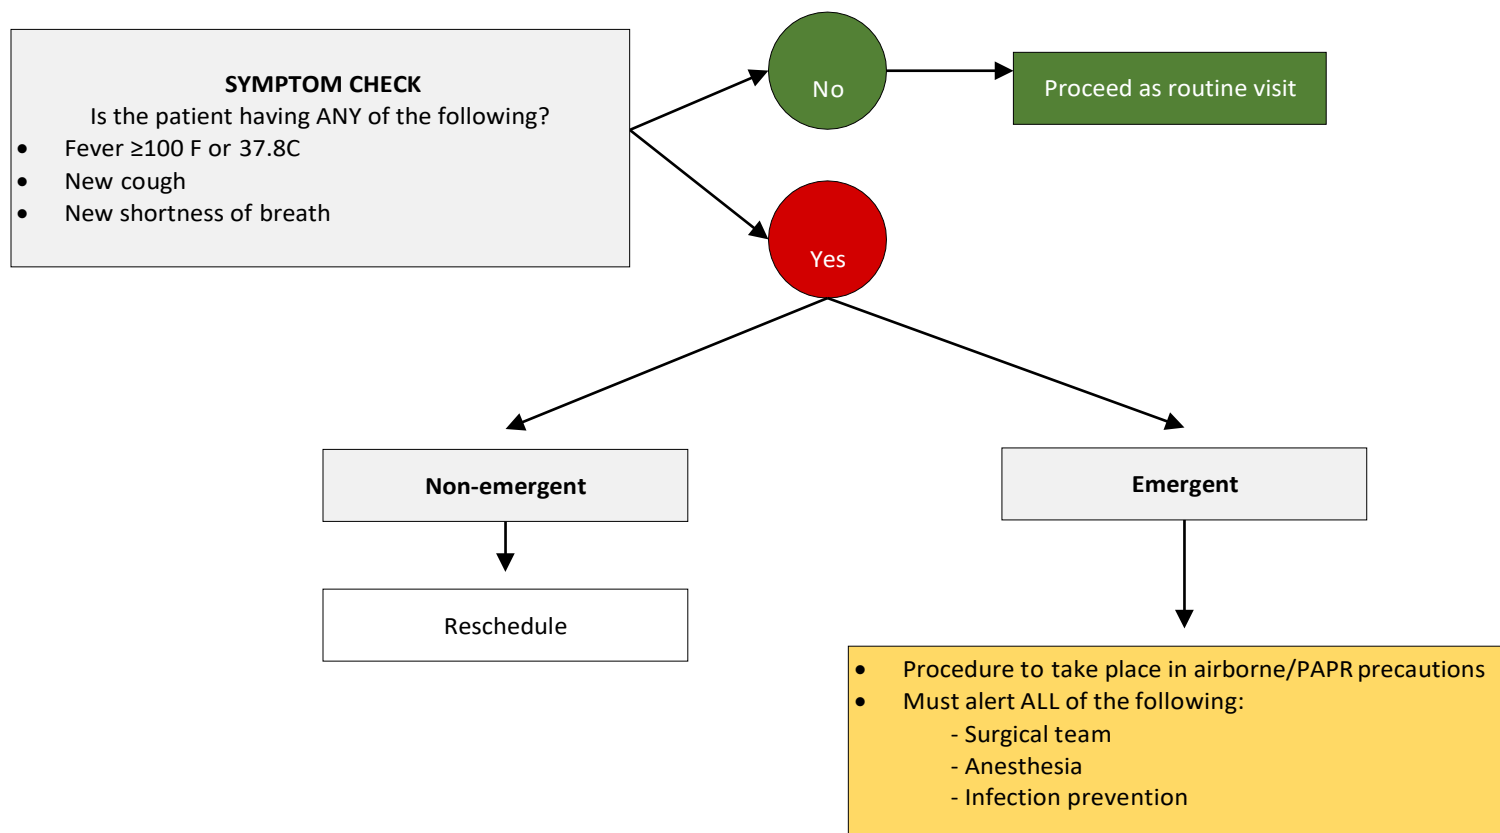 SYMPTOM CHECK
Is the patient having ANY of the following?
• Fever ≥100 F or 37.8C
• New cough
• New shortness of breath
No
Proceed as routine visit
Yes
Non-emergent
Emergent
Reschedule
• Procedure to take place in airborne/PAPR precautions
• Must alert ALL of the following:
- Surgical team
- Anesthesia
- Infection prevention